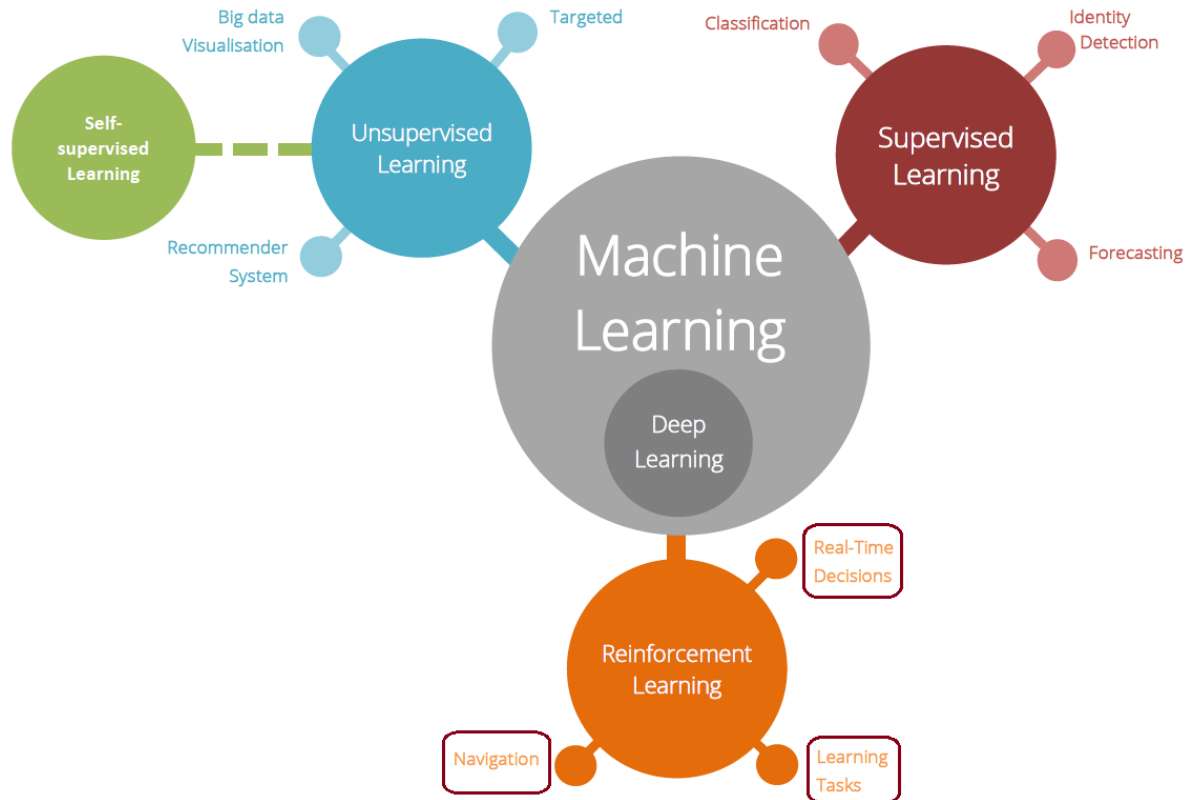 Big data
Visualisation
Targeted
Classification
Identity
Detection
Self-
supervised
Learning
Unsupervised
Learning
Supervised
Learning
Recommender
System
Forecasting
Machine
Learning
Deep
Learning
Real-Time
Decisions
Reinforcement
Learning
Navigation
Learning
Tasks